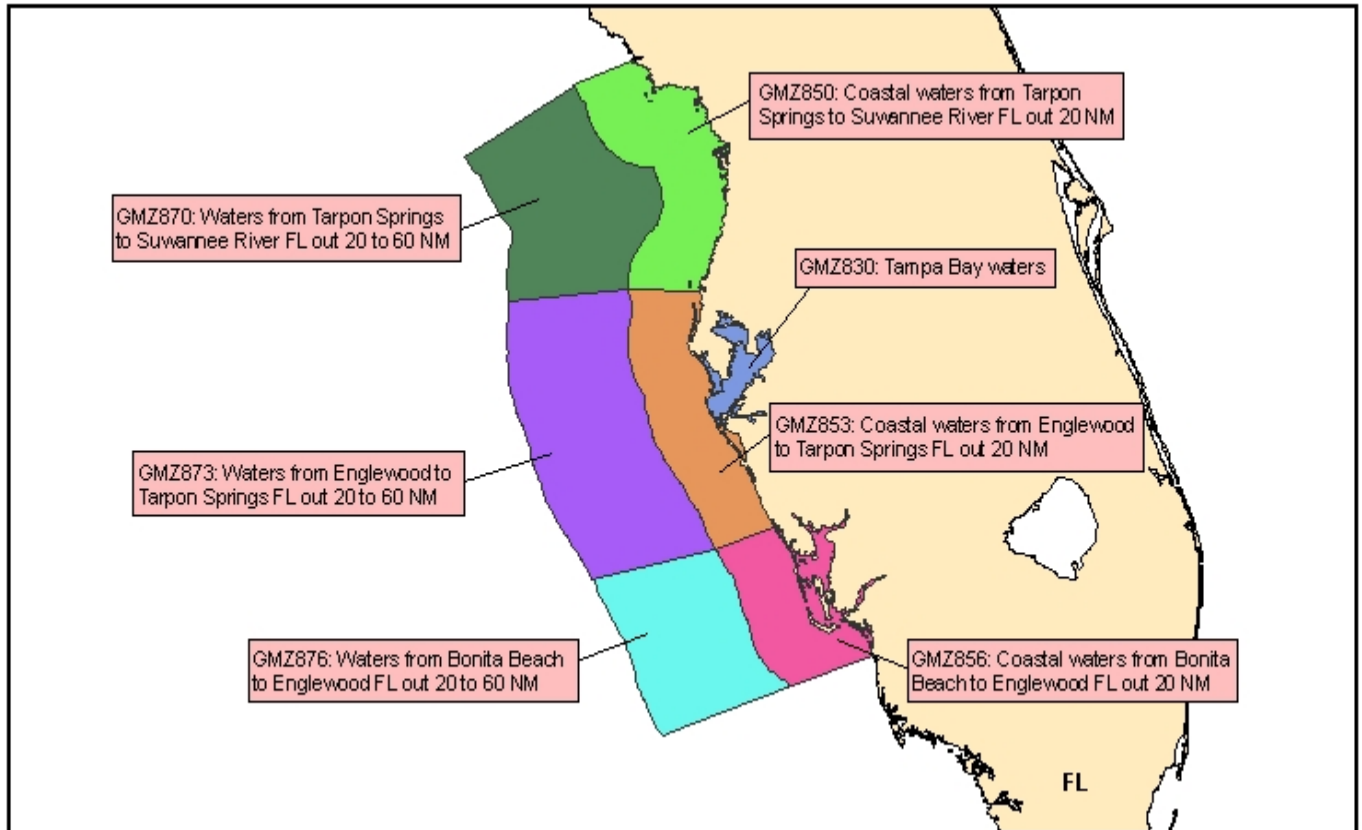 GMZ850: Coastal waters from Tarpon
Springs to Suwannee River FL out 20 NM
GMZ870: Waters from Tarpon Springs
to Suwannee River FL out 20 to 60 NM
GMZ830: Tampa Bay waters
GMZ853: Coastal waters from Englewood
to Tarpon Springs FL out 20 NM
GMZ873: Waters from Englewood to
Tarpon Springs FL out 20 to 60 NM
GMZ876: Waters from Bonita Beach
to Englewood FL out 20 to 60 NM
GMZ856: Coastal waters from Bonita
Beach to Englewood FL out 20 NM
FL